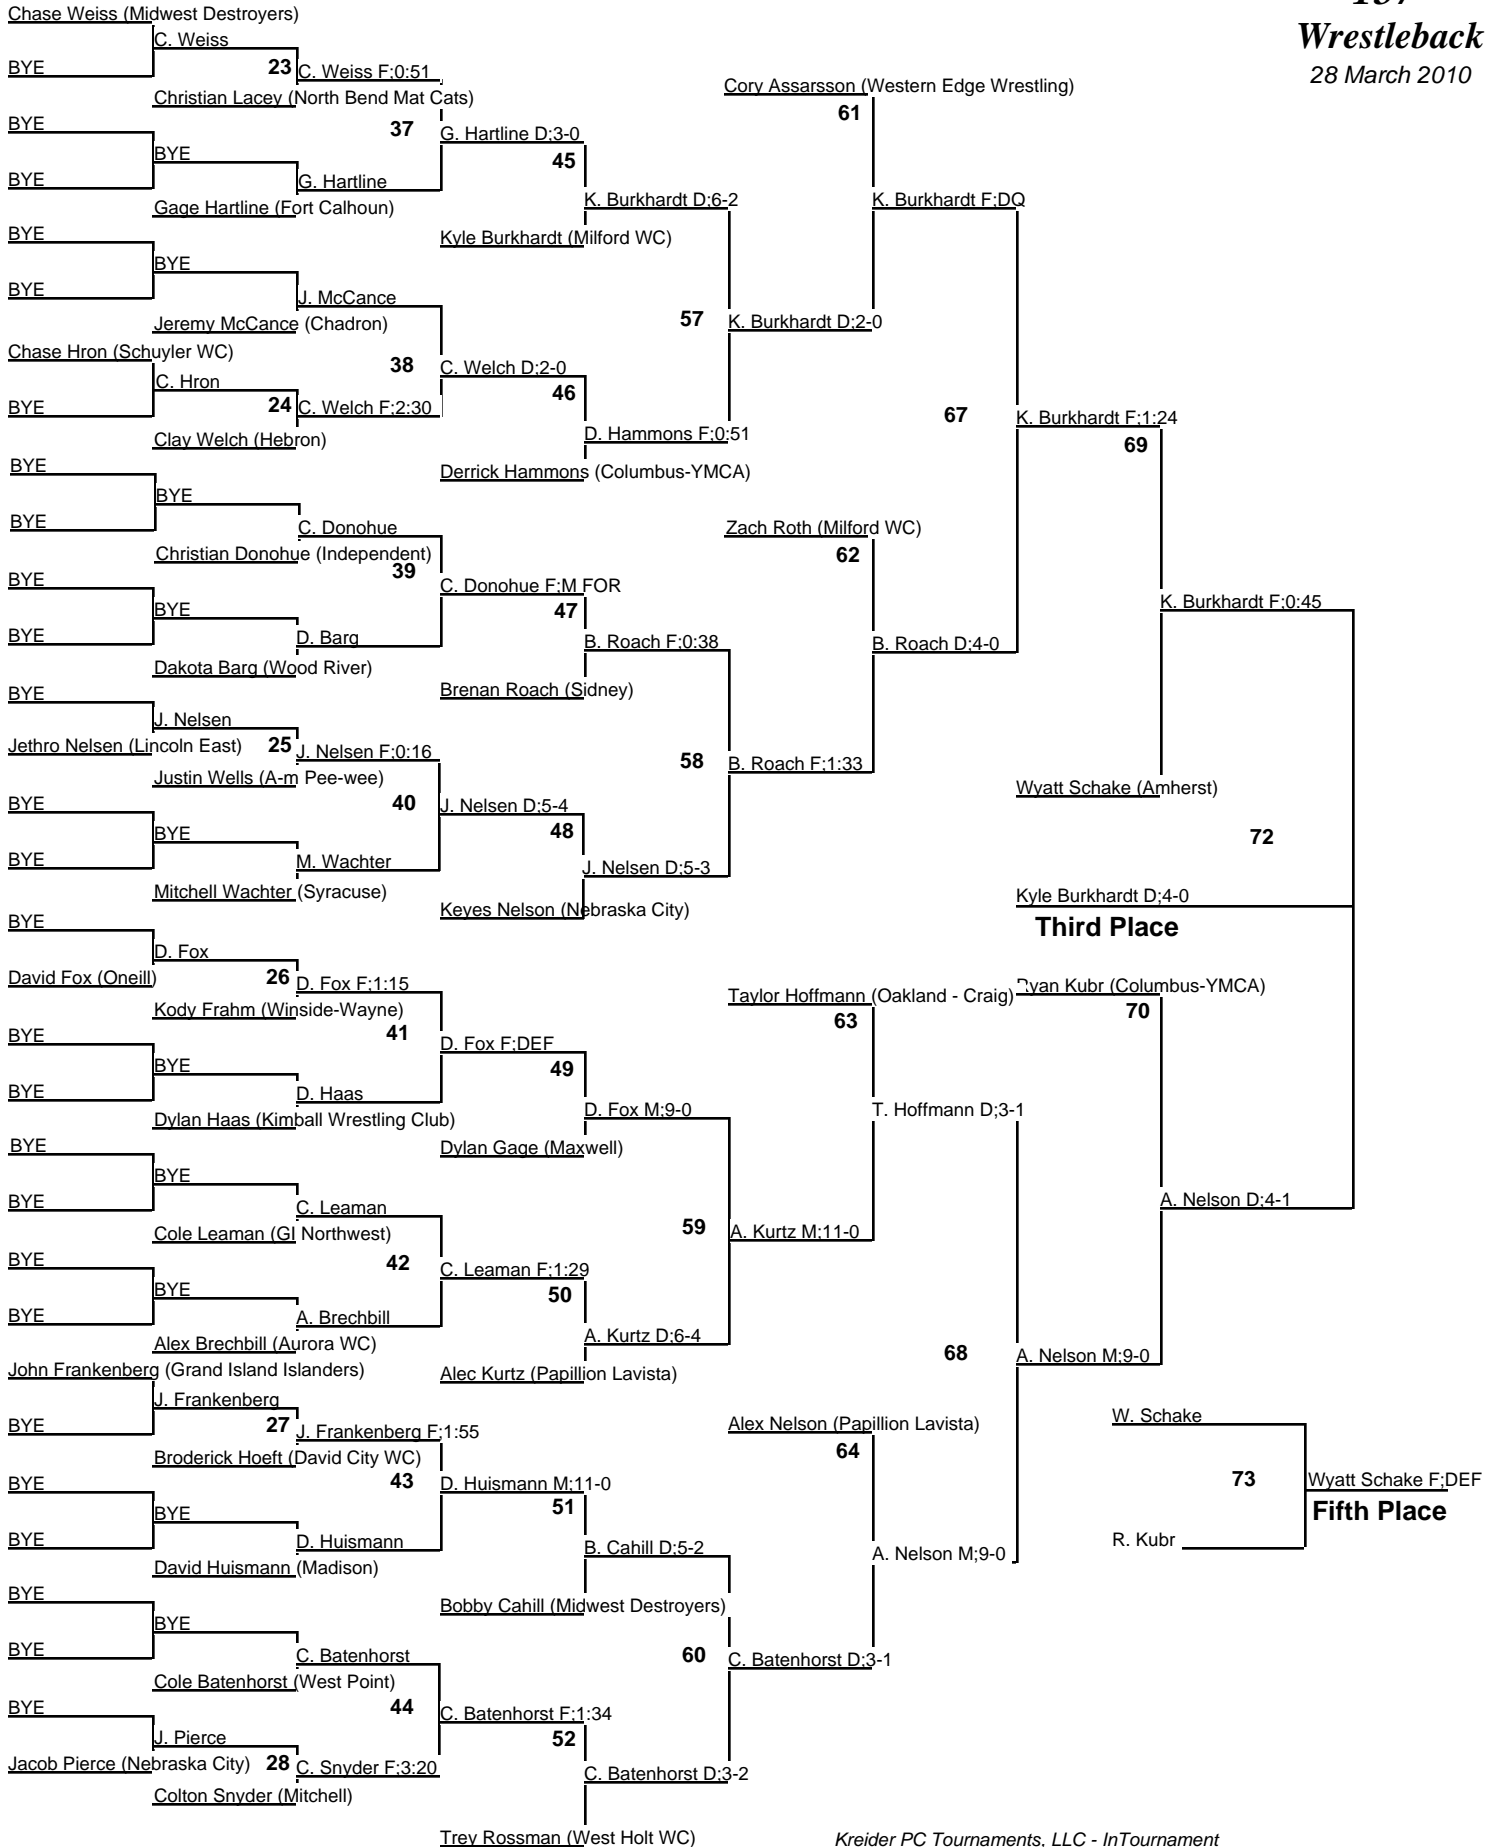 Wrestleback
28 March 2010
Chase Weiss (Midwest Destroyers)
C. Weiss
BYE
23
C. Weiss F;0:51
Christian Lacey (North Bend Mat Cats)
37
BYE
BYE
BYE
G. Hartline
Gage Hartline (Fort Calhoun)
G. Hartline D;3-0
45
K. Burkhardt D;6-2
Kyle Burkhardt (Milford WC)
BYE
BYE
BYE
J. McCance
Jeremy McCance (Chadron)
38
Chase Hron (Schuyler WC)
C. Hron
BYE
24
C. Welch F;2:30
Clay Welch (Hebron)
C. Welch D;2-0
46
D. Hammons F;0:51
Derrick Hammons (Columbus-YMCA)
57
K. Burkhardt D;2-0
Cory Assarsson (Western Edge Wrestling)
61
K. Burkhardt F;DQ
67
K. Burkhardt F;1:24
69
BYE
BYE
BYE
C. Donohue
Christian Donohue (Independent)
39
BYE
BYE
BYE
D. Barg
Dakota Barg (Wood River)
C. Donohue F;M FOR
47
B. Roach F;0:38
Brenan Roach (Sidney)
Zach Roth (Milford WC)
62
B. Roach D;4-0
K. Burkhardt F;0:45
BYE
J. Nelsen
Jethro Nelsen (Lincoln East)
25
J. Nelsen F;0:16
Justin Wells (A-m Pee-wee)
40
BYE
BYE
BYE
M. Wachter
Mitchell Wachter (Syracuse)
J. Nelsen D;5-4
48
J. Nelsen D;5-3
Keyes Nelson (Nebraska City)
58
B. Roach F;1:33
Wyatt Schake (Amherst)
72
Kyle Burkhardt D;4-0
Third Place
BYE
D. Fox
David Fox (Oneill)
26
D. Fox F;1:15
Kody Frahm (Winside-Wayne)
41
BYE
BYE
BYE
D. Haas
Dylan Haas (Kimball Wrestling Club)
D. Fox F;DEF
49
D. Fox M;9-0
Dylan Gage (Maxwell)
Taylor Hoffmann (Oakland - Craig)
63
T. Hoffmann D;3-1
Ryan Kubr (Columbus-YMCA)
70
A. Nelson D;4-1
BYE
BYE
BYE
C. Leaman
Cole Leaman (GI Northwest)
42
BYE
BYE
BYE
A. Brechbill
Alex Brechbill (Aurora WC)
C. Leaman F;1:29
50
A. Kurtz D;6-4
Alec Kurtz (Papillion Lavista)
59
A. Kurtz M;11-0
68
A. Nelson M;9-0
John Frankenberg (Grand Island Islanders)
J. Frankenberg
BYE
27
J. Frankenberg F;1:55
Broderick Hoeft (David City WC)
43
BYE
BYE
BYE
D. Huismann
David Huismann (Madison)
D. Huismann M;11-0
51
B. Cahill D;5-2
Bobby Cahill (Midwest Destroyers)
Alex Nelson (Papillion Lavista)
64
A. Nelson M;9-0
W. Schake
73
Wyatt Schake F;DEF
Fifth Place
R. Kubr
BYE
BYE
BYE
C. Batenhorst
Cole Batenhorst (West Point)
44
BYE
J. Pierce
Jacob Pierce (Nebraska City)
28
C. Snyder F;3:20
Colton Snyder (Mitchell)
C. Batenhorst F;1:34
52
C. Batenhorst D;3-2
Trey Rossman (West Holt WC)
60
C. Batenhorst D;3-1
Kreider PC Tournaments, LLC - InTournament